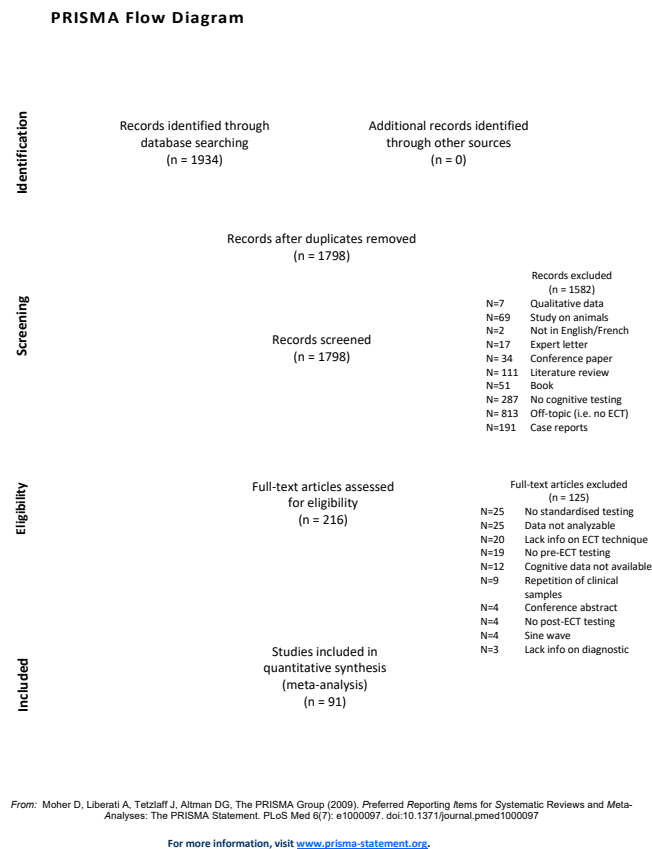 PRISMA Flow Diagram
Identification
Records identified through
database searching
(n = 1934)
Additional records identified
through other sources
(n = 0)
Records after duplicates removed
(n = 1798)
Screening
Records screened
(n = 1798)
Records excluded
(n = 1582)
N=7 Qualitative data
N=69 Study on animals
N=2 Not in English/French
N=17 Expert letter
N= 34 Conference paper
N= 111 Literature review
N=51 Book
N= 287 No cognitive testing
N= 813 Off-topic (i.e. no ECT)
N=191 Case reports
Eligibility
Full-text articles assessed
for eligibility
(n = 216)
Full-text articles excluded
(n = 125)
N=25 No standardised testing
N=25 Data not analyzable
N=20 Lack info on ECT technique
N=19 No pre-ECT testing
N=12 Cognitive data not available
N=9 Repetition of clinical
samples
N=4 Conference abstract
N=4 No post-ECT testing
N=4 Sine wave
N=3 Lack info on diagnostic
Included
Studies included in
quantitative synthesis
(meta-analysis)
(n = 91)
From: Moher D, Liberati A, Tetzlaff J, Altman DG, The PRISMA Group (2009). Preferred Reporting Items for Systematic Reviews and Meta-
Analyses: The PRISMA Statement. PLoS Med 6(7): e1000097. doi:10.1371/journal.pmed1000097
For more information, visit www.prisma-statement.org.